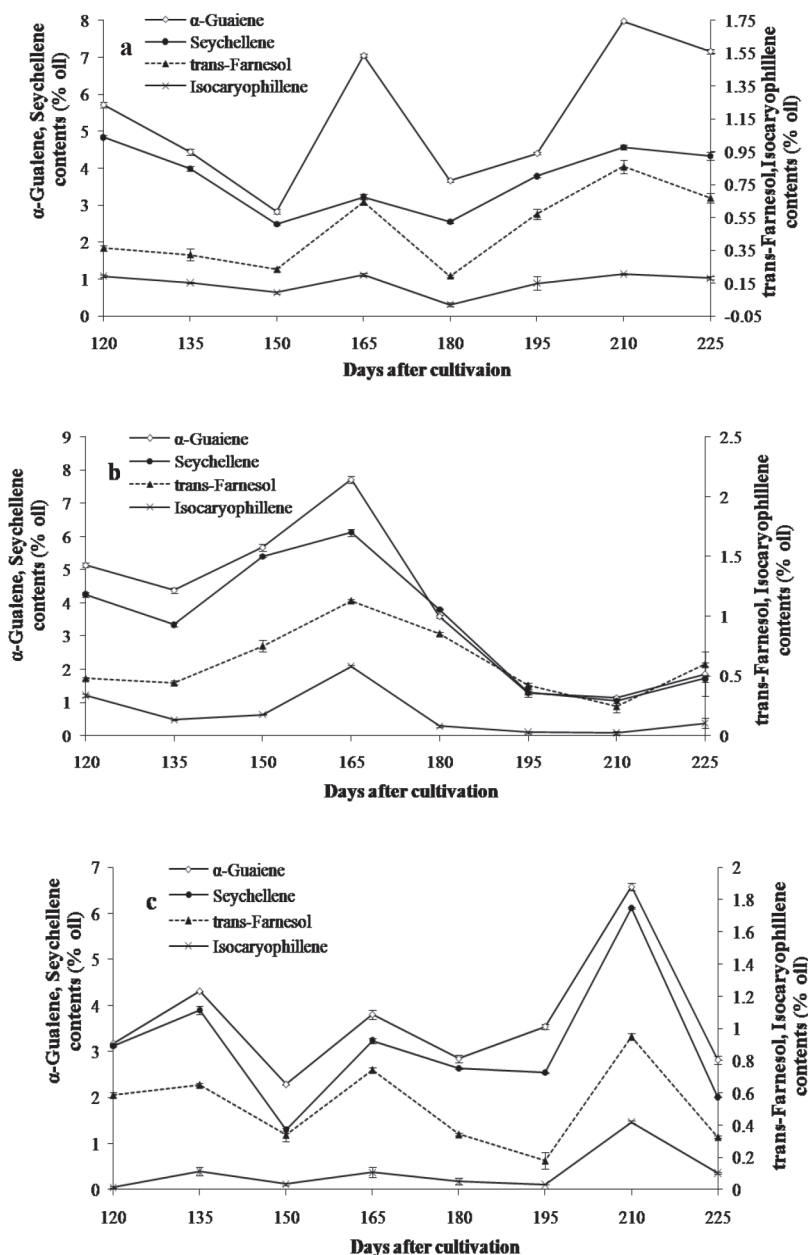 a
α-Guaiene
Seychellene
trans-Farnesol
Isocaryophillene
α-Guaiene, Seychellene
contents (% oil)
8
7
6
5
4
3
2
1
0
trans-Farnesol,Isocaryophillene
contents (% oil)
1.75
1.55
1.35
1.15
0.95
0.75
0.55
0.35
0.15
-0.05
120 135 150 165 180 195 210 225
Days after cultivaion
b
α-Guaiene
Seychellene
trans-Farnesol
Isocaryophillene
α-Guaiene, Seychellene
contents (% oil)
9
8
7
6
5
4
3
2
1
0
trans-Farnesol, Isocaryophillene
contents (% oil)
2.5
2
1.5
1
0.5
0
120 135 150 165 180 195 210 225
Days after cultivation
c
α-Guaiene
Seychellene
trans-Farnesol
Isocaryophillene
α-Guaiene, Seychellene
contents (% oil)
7
6
5
4
3
2
1
0
trans-Farnesol, Isocaryophillene
contents (% oil)
2
1.8
1.6
1.4
1.2
1
0.8
0.6
0.4
0.2
0
120 135 150 165 180 195 210 225
Days after cultivation